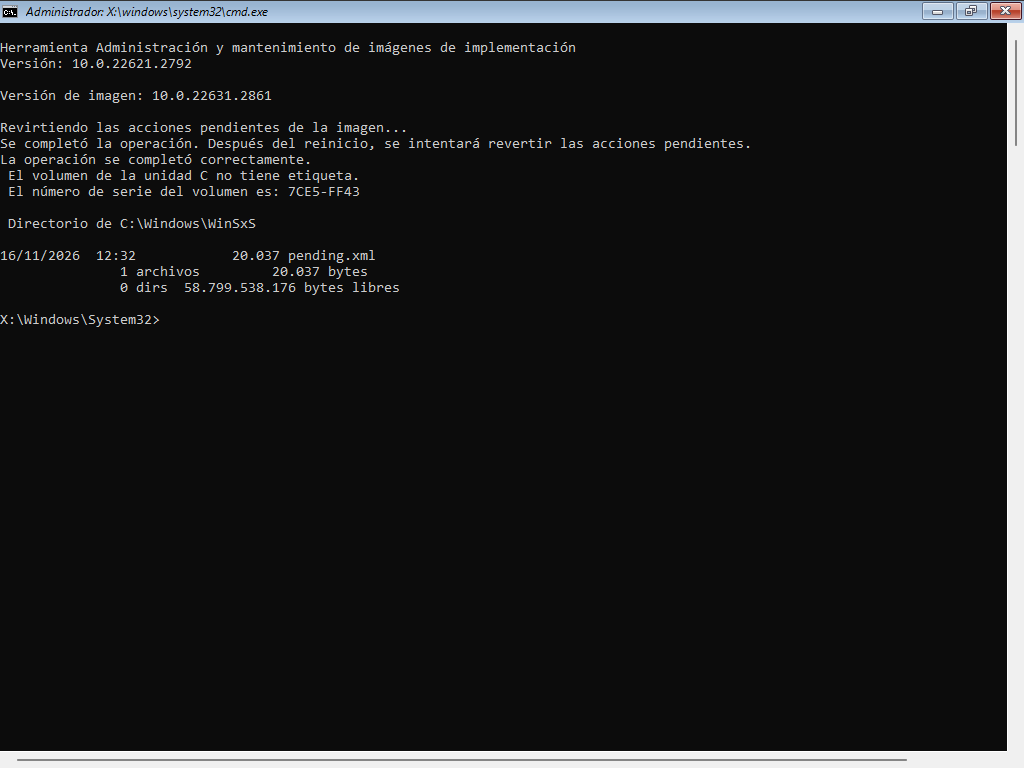 Administrador: X:\windows\system32\cmd.exe
Herramienta Administración y mantenimiento de imágenes de implementación
Versión: 10.0.22621.2792
Versión de imagen: 10.0.22631.2861
Revirtiendo las acciones pendientes de la imagen...
Se completó la operación. Después del reinicio, se intentará revertir las acciones pendientes.
La operación se completó correctamente.
El volumen de la unidad C no tiene etiqueta.
El número de serie del volumen es: 7CE5-FF43
Directorio de C:\Windows\WinSxS
16/11/2026  12:32            20.037 pending.xml
1 archivos         20.037 bytes
0 dirs  58.799.538.176 bytes libres
X:\Windows\System32>